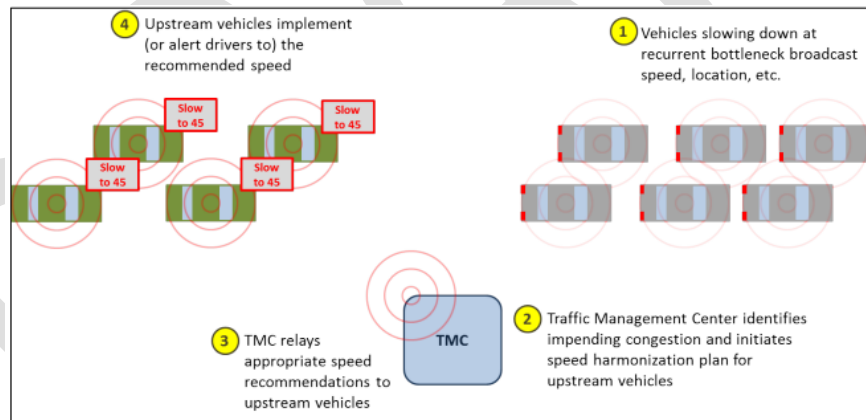 4 Upstream vehicles implement
(or alert drivers to) the
recommended speed
1 Vehicles slowing down at
recurrent bottleneck broadcast
speed, location, etc.
Slow
to 45
Slow
to 45
Slow
to 45
Slow
to 45
2 Traffic Management Center identifies
impending congestion and initiates
speed harmonization plan for
upstream vehicles
TMC
3 TMC relays
appropriate speed
recommendations to
upstream vehicles